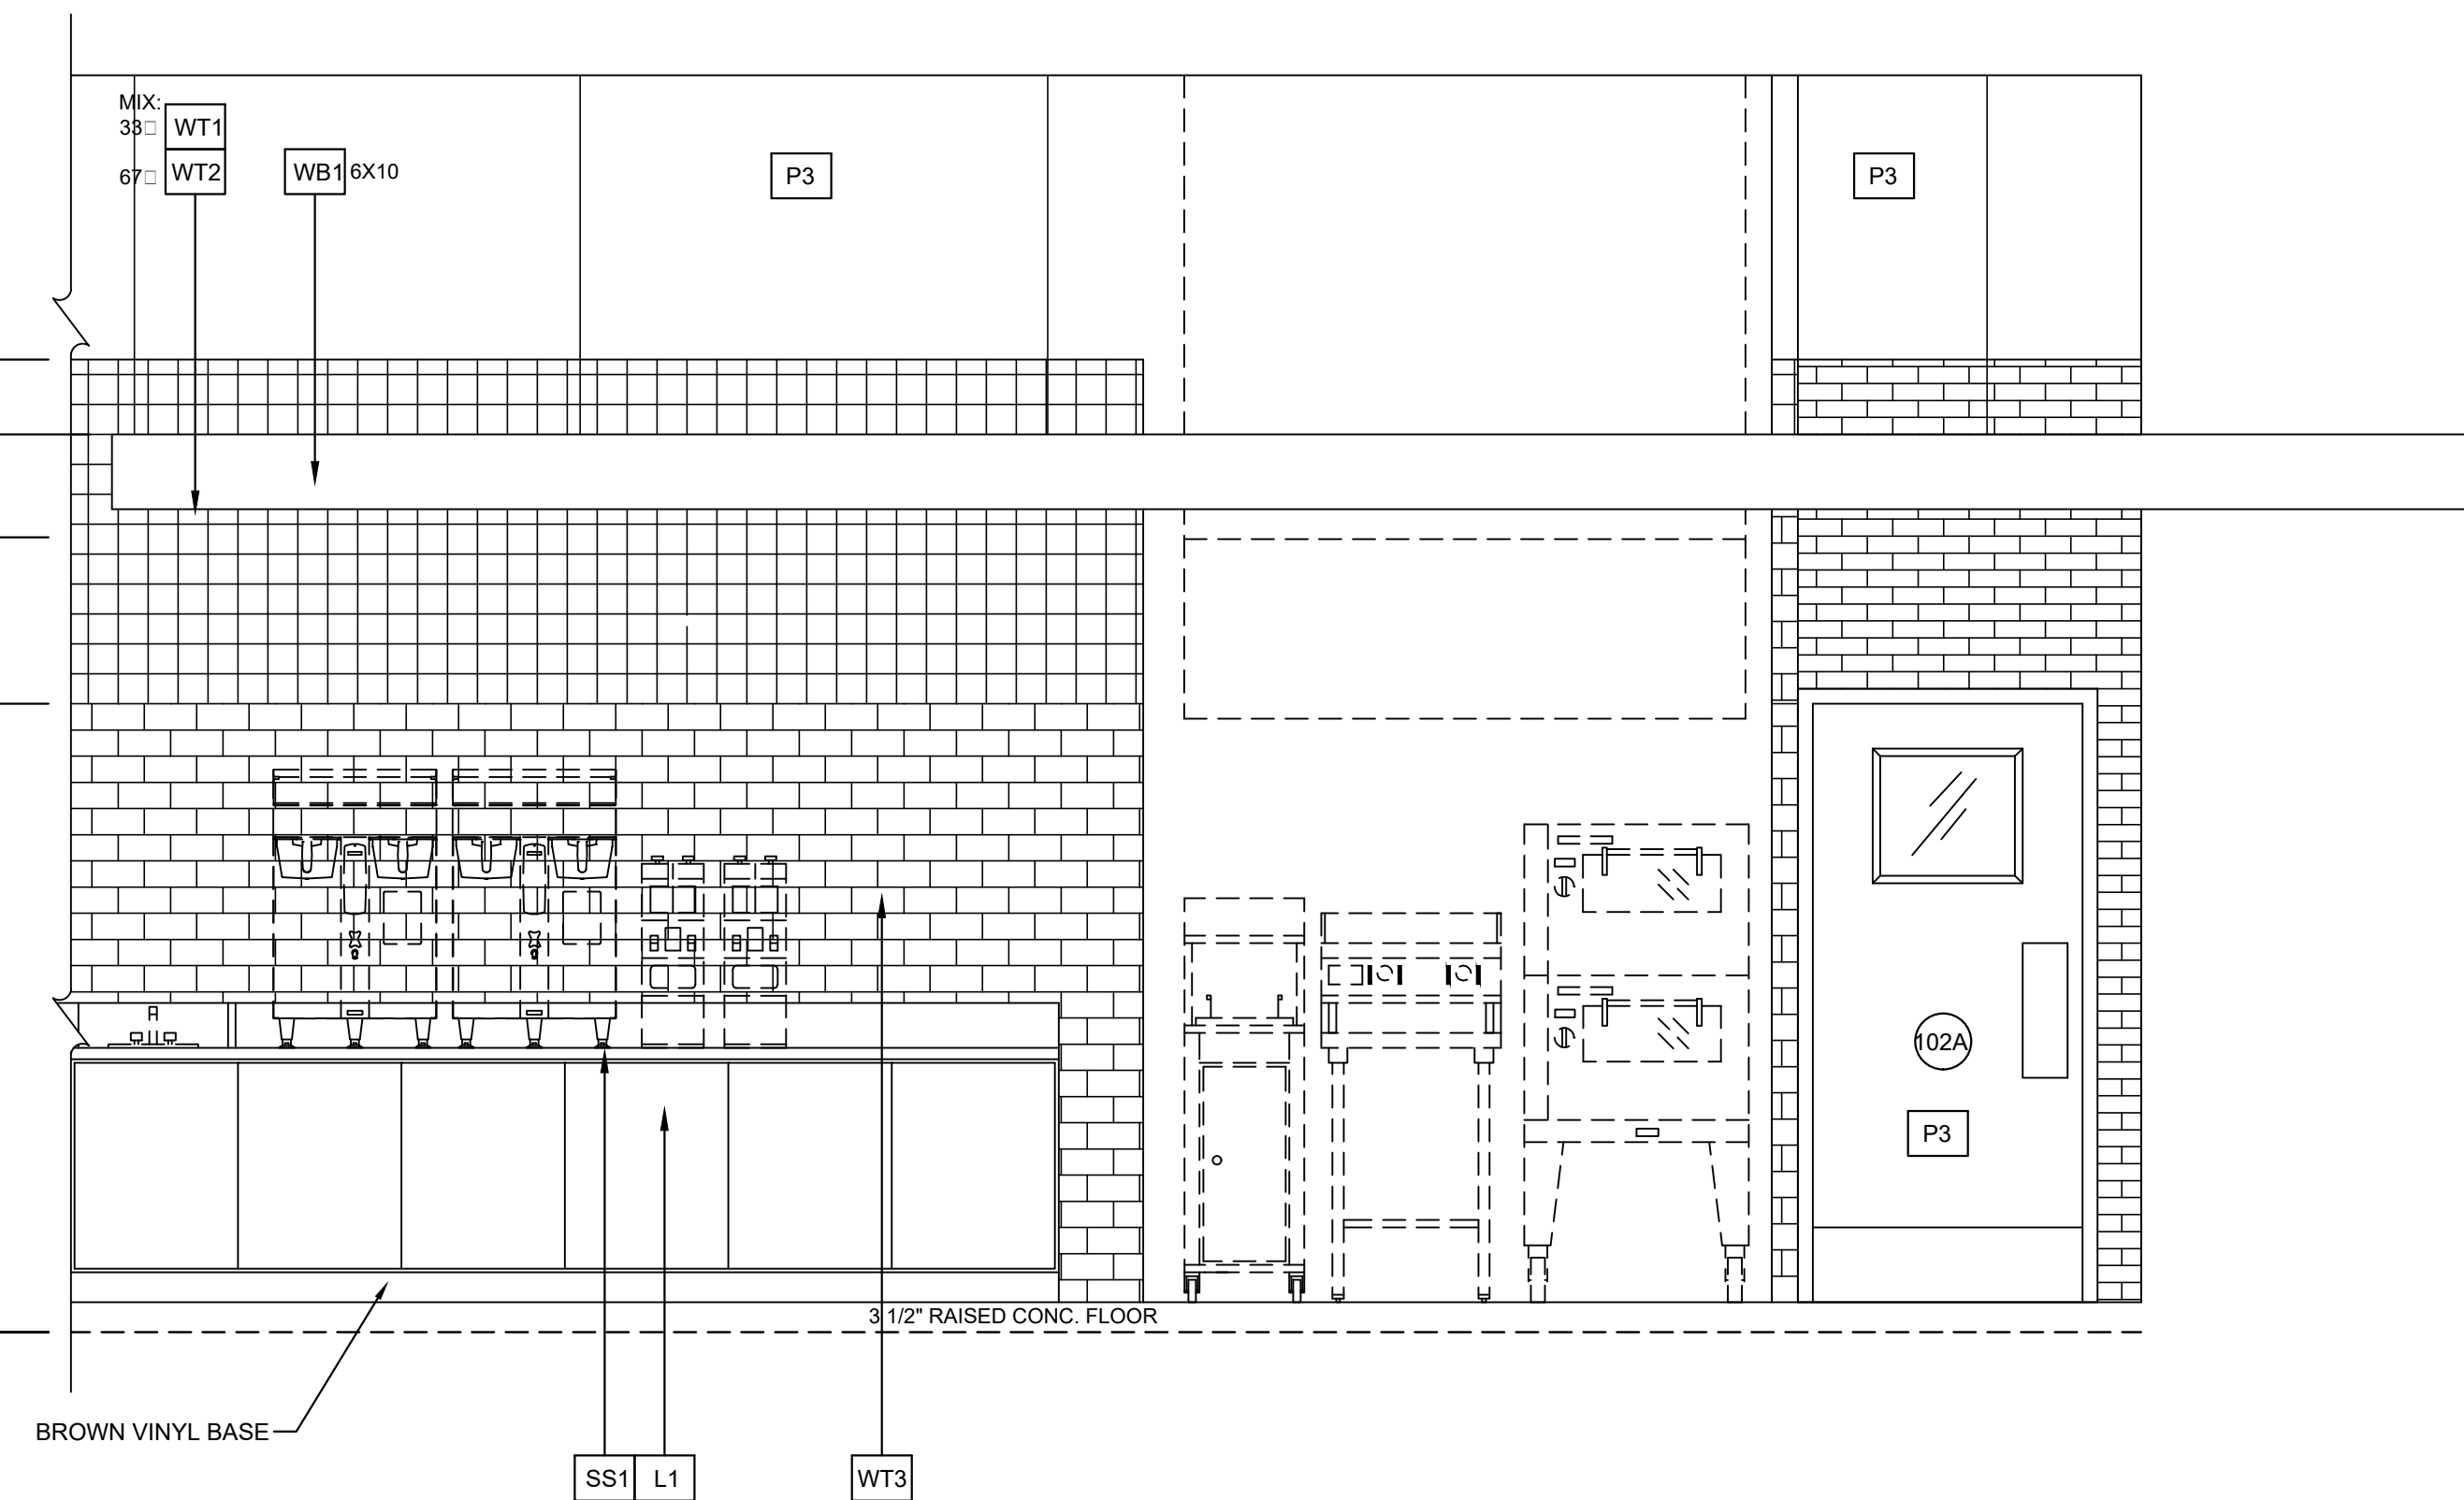 MIX:
33□ WT1
67□ WT2
WB1 6X10
P3
P3
102A
P3
3 1/2" RAISED CONC. FLOOR
BROWN VINYL BASE
SS1 L1
WT3